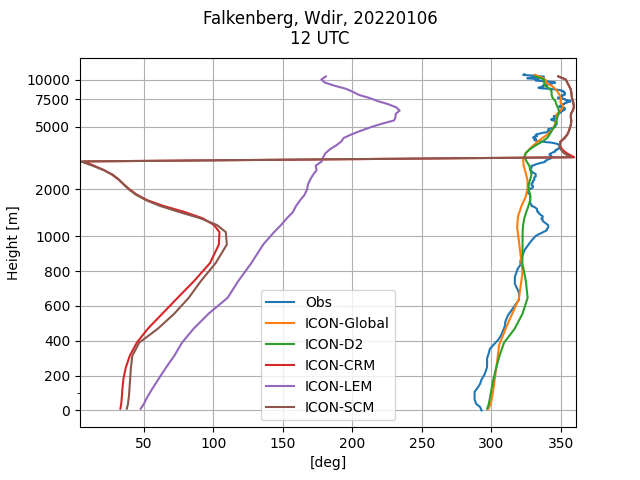 Falkenberg, Wdir, 20220106
12 UTC
10000
7500
5000
2000
1000
800
600
400
200
0
Height [m]
Obs
ICON-Global
ICON-D2
ICON-CRM
ICON-LEM
ICON-SCM
50 100 150 200 250 300 350
[deg]